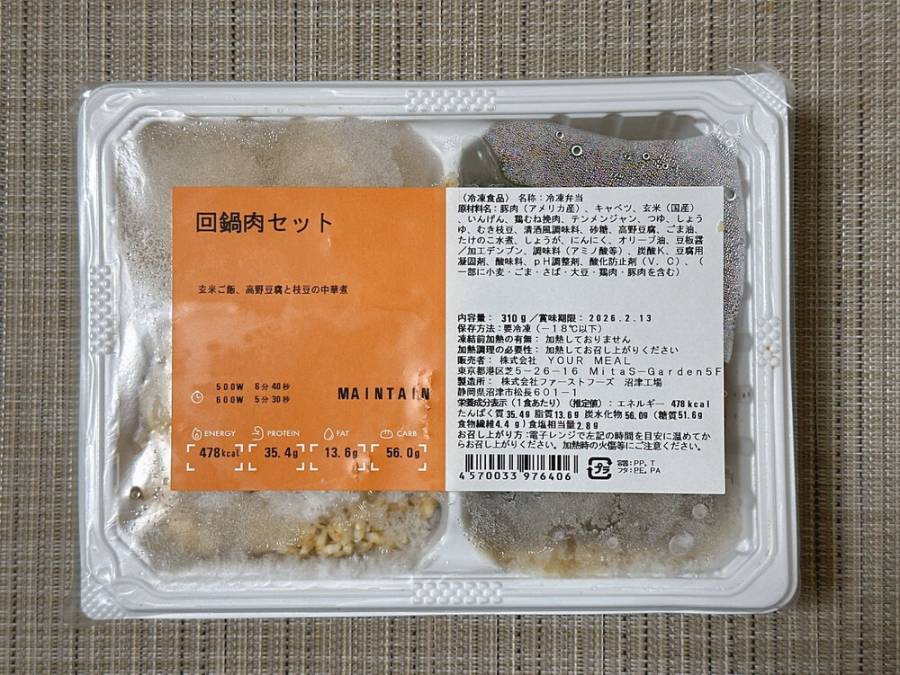 回鍋肉セット
玄米ご飯、高野豆腐と枝豆の中華煮
500W 6分40秒
600W 5分30秒
MAINTAIN
ENERGY PROTEIN FAT CARB
478kcal 35.4g 13.6g 56.0g
（冷凍食品） 名称：冷凍弁当
原材料名：豚肉（アメリカ産）、キャベツ、玄米（国産）
、いんげん、鶏むね挽肉、テンメンジャン、つゆ、しょう
ゆ、むき枝豆、清酒風調味料、砂糖、高野豆腐、ごま油、
たけのこ水煮、しょうが、にんにく、オリーブ油、豆板醤
／加工デンプン、調味料（アミノ酸等）、炭酸K、豆腐用
凝固剤、酸味料、pH調整剤、酸化防止剤（V．C）、（
一部に小麦・ごま・さば・大豆・鶏肉・豚肉を含む）
内容量： 310g／賞味期限：2026.2.13
保存方法：要冷凍（－18℃以下）
凍結前加熱の有無： 加熱しておりません
加熱調理の必要性： 加熱してお召し上がりください
販売者： 株式会社 YOUR MEAL
東京都港区芝5－26－16 MitaS－Garden5F
製造所： 株式会社ファーストフーズ 沼津工場
静岡県沼津市松長601－1
栄養成分表示（1食あたり）（推定値）：エネルギー 478kcal
たんぱく質35.4g 脂質13.6g 炭水化物 56.0g（糖質51.6g
食物繊維4.4g）食塩相当量2.8g
お召し上がり方：電子レンジで左記の時間を目安に温めてか
らお召し上がりください。加熱時の火傷等にご注意ください。
4570033976406
プラ
容器:PP,T
フタ:PE,PA